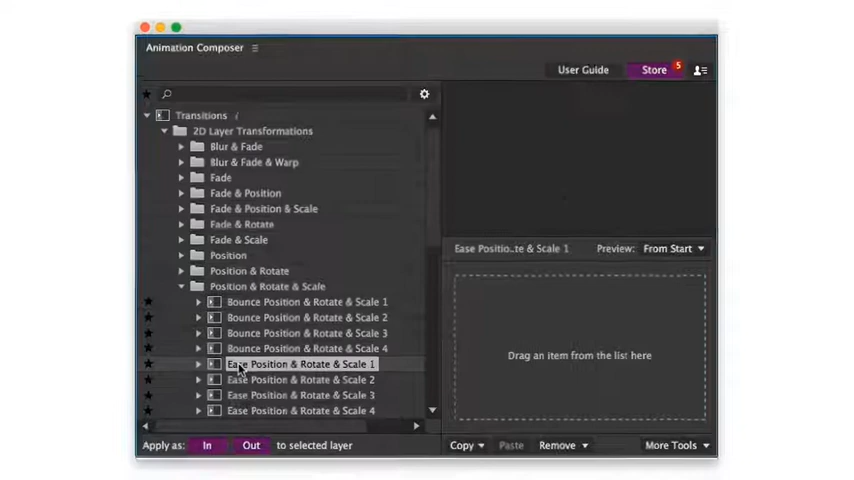 Animation Composer
User Guide
Store
5
Transitions i
2D Layer Transformations
Blur & Fade
Blur & Fade & Warp
Fade
Fade & Position
Fade & Position & Scale
Fade & Rotate
Fade & Scale
Position
Position & Rotate
Position & Rotate & Scale
Bounce Position & Rotate & Scale 1
Bounce Position & Rotate & Scale 2
Bounce Position & Rotate & Scale 3
Bounce Position & Rotate & Scale 4
Ease Position & Rotate & Scale 1
Ease Position & Rotate & Scale 2
Ease Position & Rotate & Scale 3
Ease Position & Rotate & Scale 4
Apply as: In Out to selected layer
Ease Positio...te & Scale 1 Preview: From Start
Drag an item from the list here
Copy Paste Remove More Tools